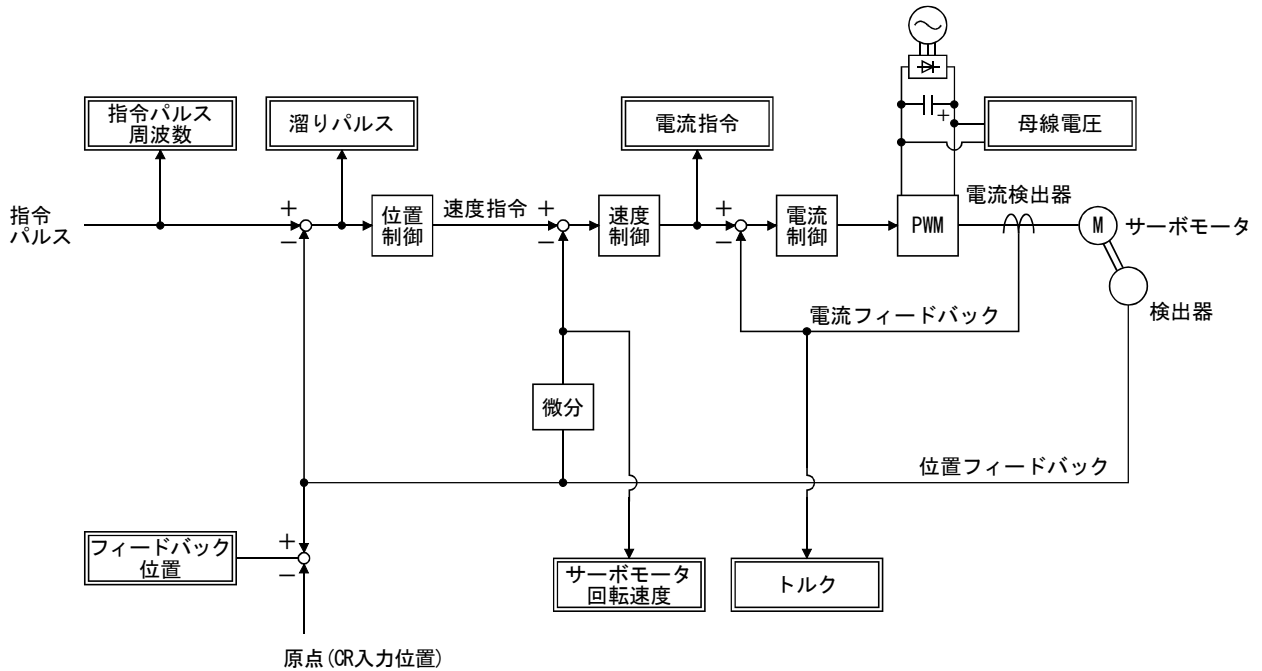 指令パルス
周波数
溜りパルス
電流指令
母線電圧
指令
パルス
+
−
位置
制御
速度指令
+
−
速度
制御
+
−
電流
制御
PWM
+
電流検出器
M
サーボモータ
検出器
電流フィードバック
微分
位置フィードバック
フィードバック
位置
+
−
サーボモータ
回転速度
トルク
原点(CR入力位置)